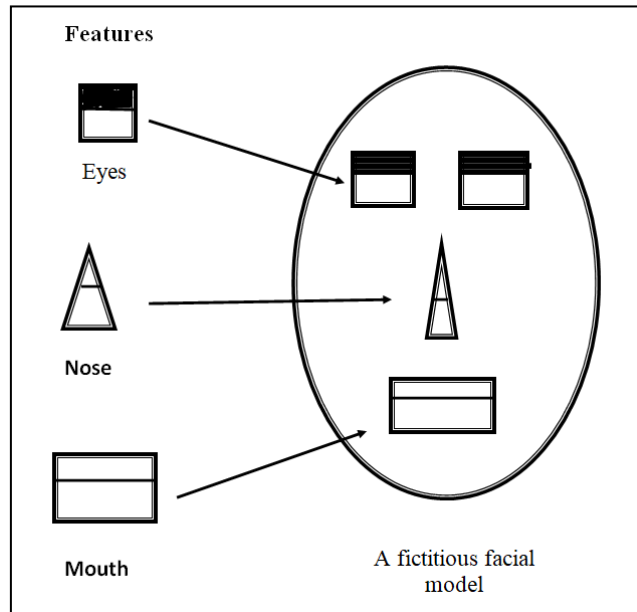 Features
Eyes
Nose
Mouth
A fictitious facial
model